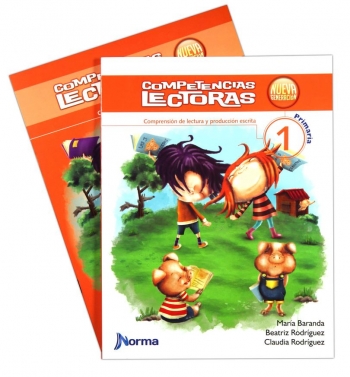 COMPETENCIAS
LECTORAS
NUEVA
GENERACIÓN
Comprensión de lectura y producción escrita
1
Primaria
María Baranda
Beatriz Rodríguez
Claudia Rodríguez
Norma
COMPETENCIAS
LECTO